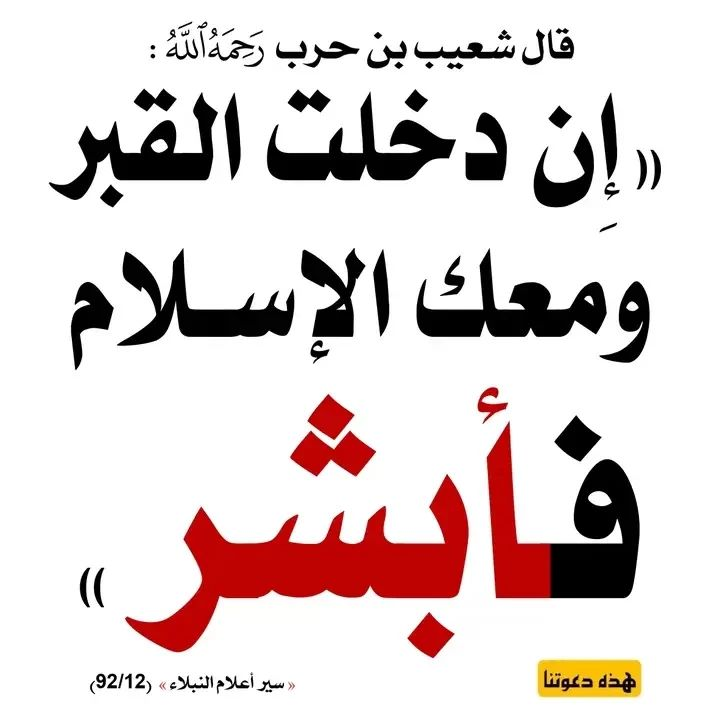 قال شعيب بن حرب رَحِمَهُ ٱللَّهُ :
(( إِن دخلت القبر
ومعك الإسلام
فأبشر ))
« سير أعلام النبلاء » (92/12)
هذه دعوتنا